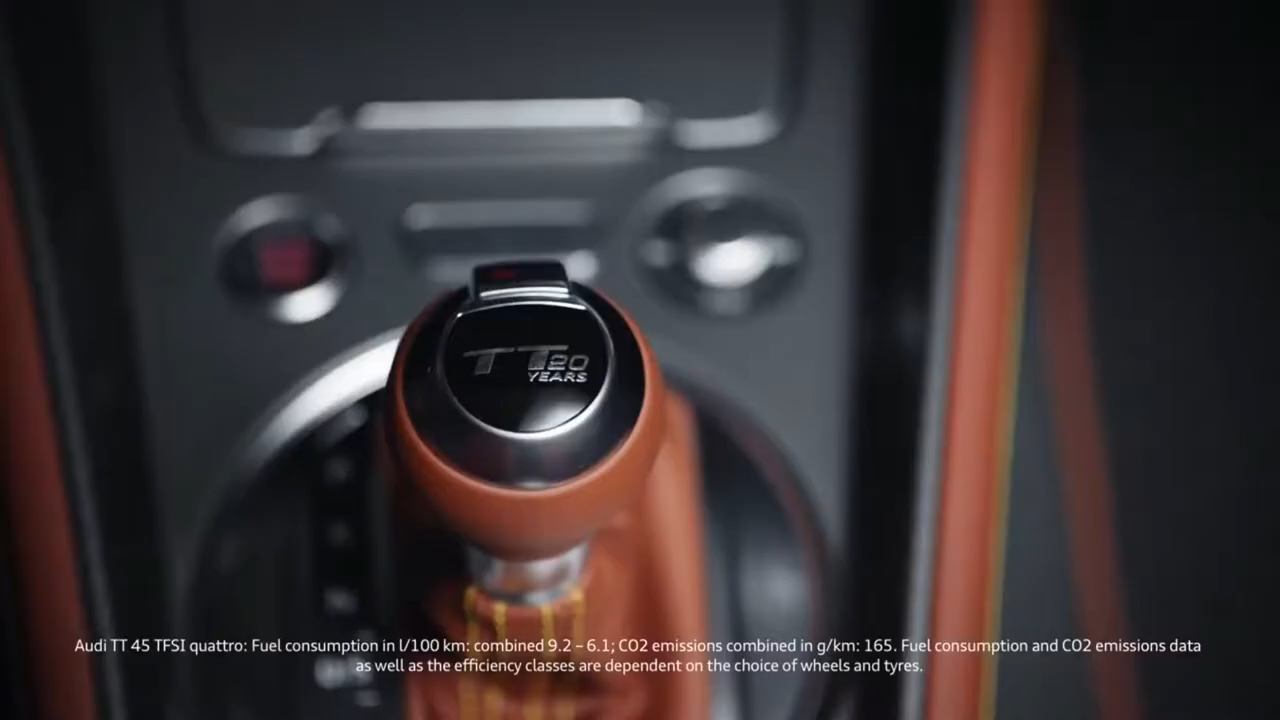 TT 20
YEARS
Audi TT 45 TFSI quattro: Fuel consumption in l/100 km: combined 9.2 – 6.1; CO2 emissions combined in g/km: 165. Fuel consumption and CO2 emissions data
as well as the efficiency classes are dependent on the choice of wheels and tyres.